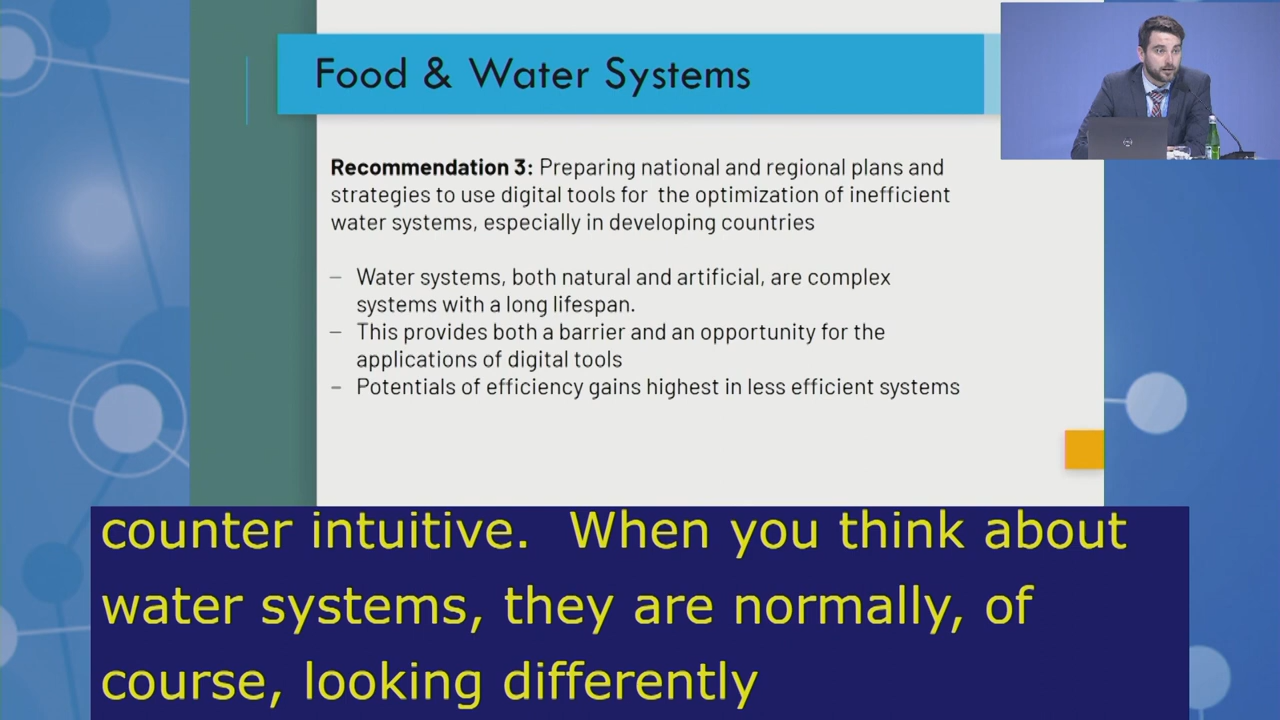 Food & Water Systems
Recommendation 3: Preparing national and regional plans and
strategies to use digital tools for the optimization of inefficient
water systems, especially in developing countries
– Water systems, both natural and artificial, are complex
systems with a long lifespan.
– This provides both a barrier and an opportunity for the
applications of digital tools
– Potentials of efficiency gains highest in less efficient systems
counter intuitive. When you think about
water systems, they are normally, of
course, looking differently